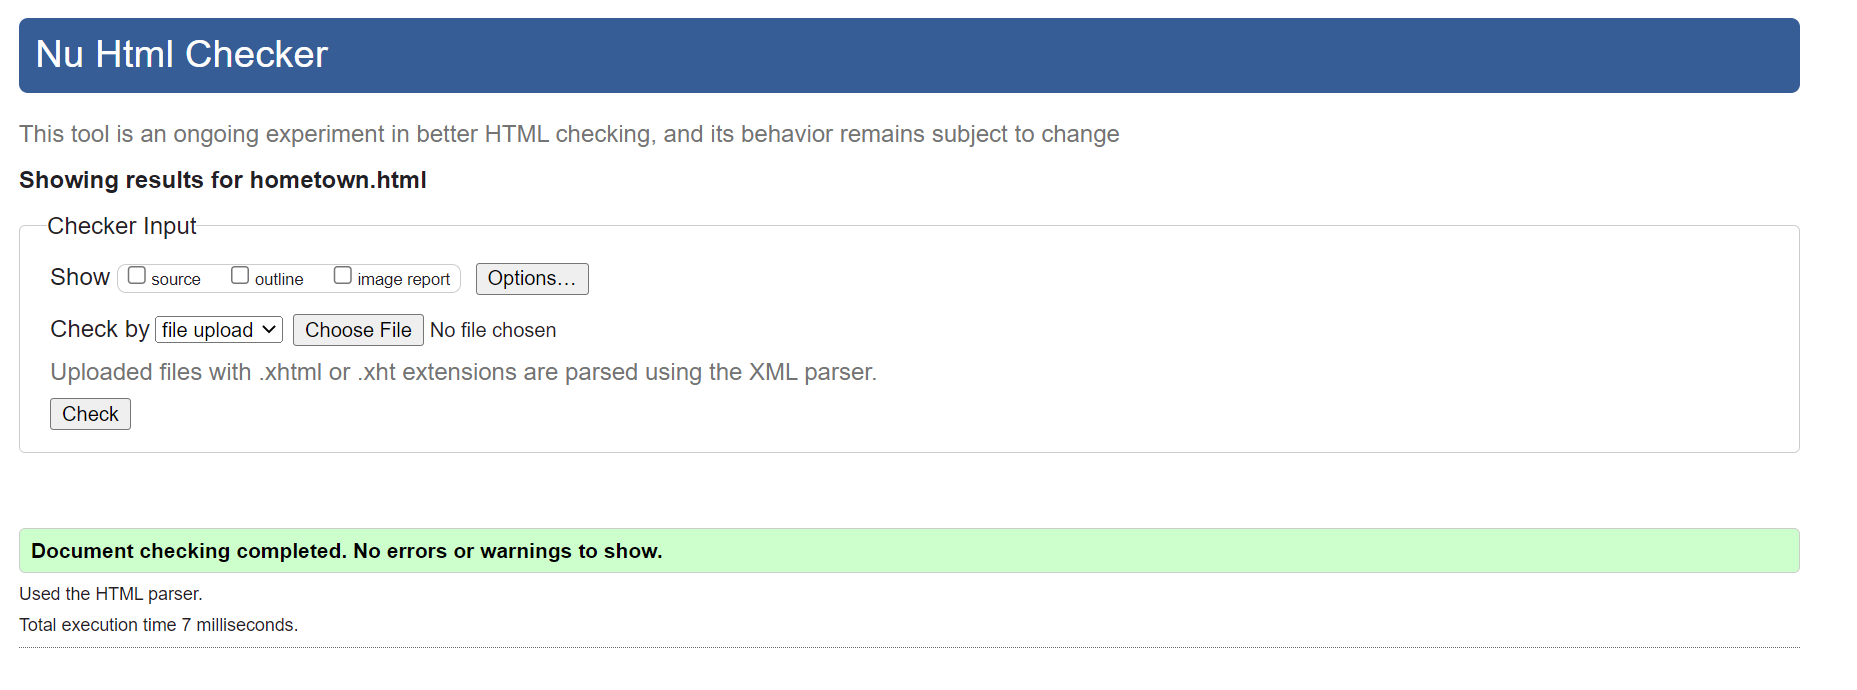 Nu Html Checker
This tool is an ongoing experiment in better HTML checking, and its behavior remains subject to change
Showing results for hometown.html
Checker Input
Show source outline image report Options...
Check by file upload Choose File No file chosen
Uploaded files with .xhtml or .xht extensions are parsed using the XML parser.
Check
Document checking completed. No errors or warnings to show.
Used the HTML parser.
Total execution time 7 milliseconds.